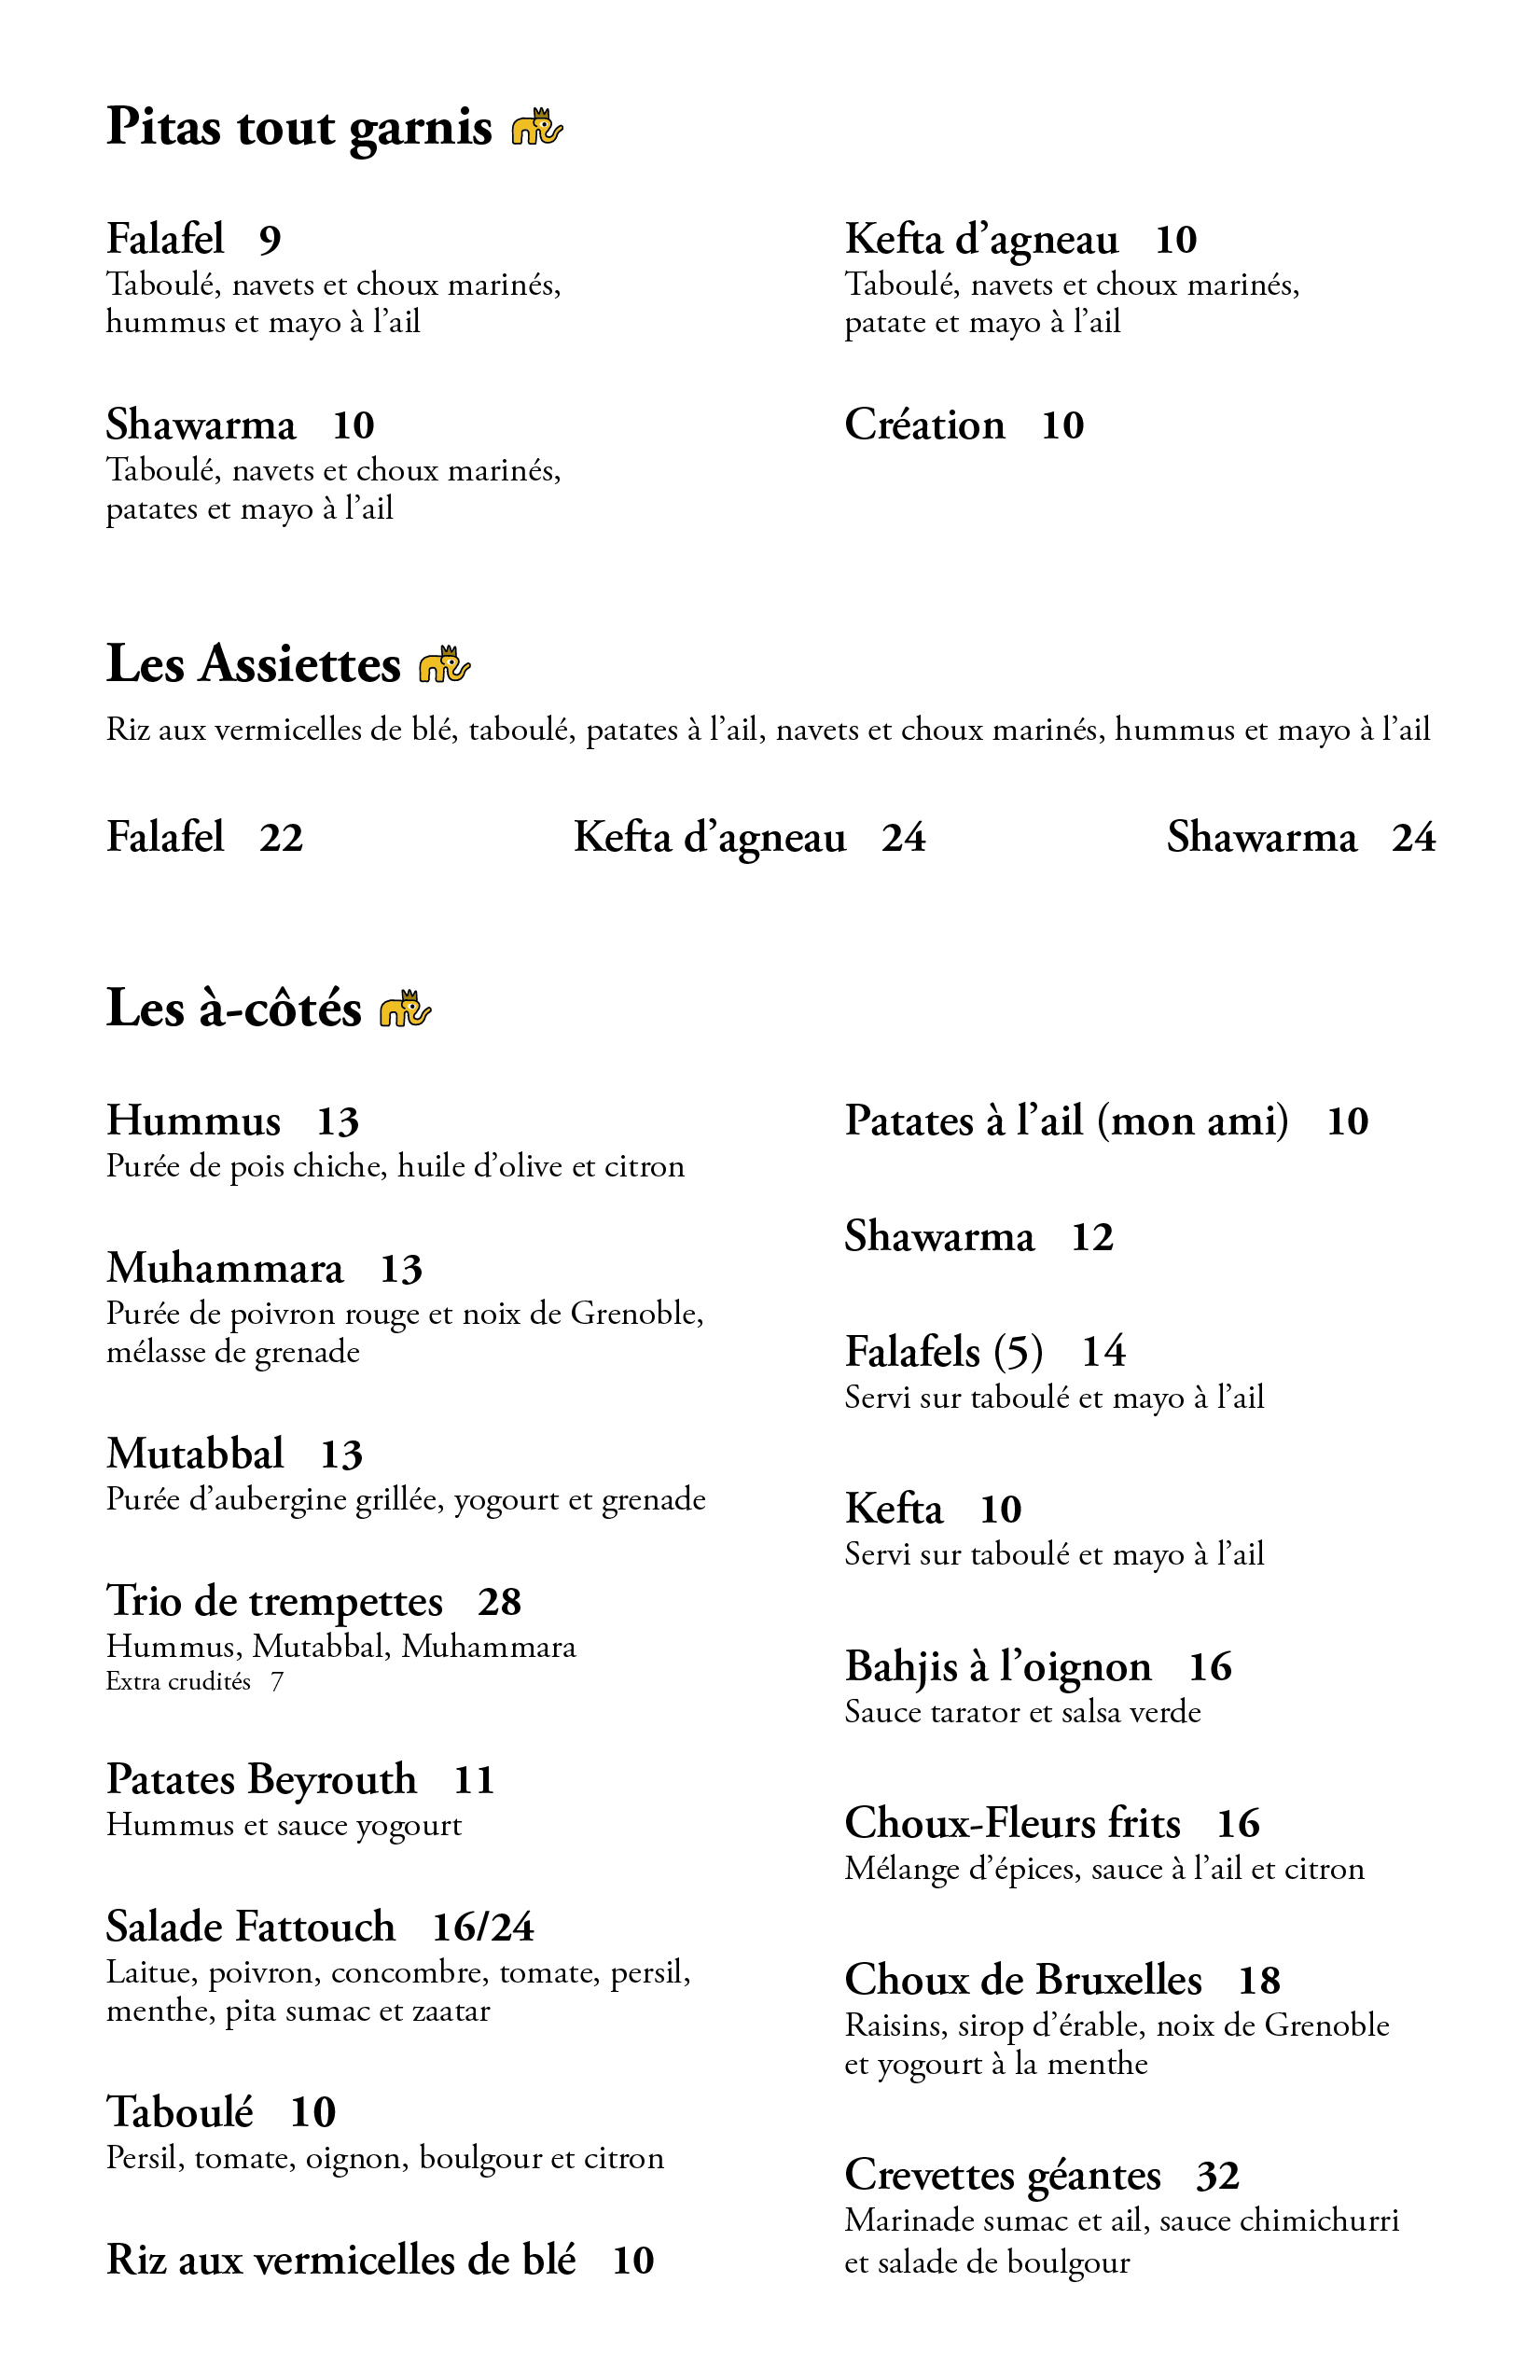 Pitas tout garnis
Falafel 9
Taboulé, navets et choux marinés,
hummus et mayo à l’ail
Shawarma 10
Taboulé, navets et choux marinés,
patates et mayo à l’ail
Kefta d’agneau 10
Taboulé, navets et choux marinés,
patate et mayo à l’ail
Création 10
Les Assiettes
Riz aux vermicelles de blé, taboulé, patates à l’ail, navets et choux marinés, hummus et mayo à l’ail
Falafel 22
Kefta d’agneau 24
Shawarma 24
Les à-côtés
Hummus 13
Purée de pois chiche, huile d’olive et citron
Muhammara 13
Purée de poivron rouge et noix de Grenoble,
mélasse de grenade
Mutabbal 13
Purée d’aubergine grillée, yogourt et grenade
Trio de trempettes 28
Hummus, Mutabbal, Muhammara
Extra crudités 7
Patates Beyrouth 11
Hummus et sauce yogourt
Salade Fattouch 16/24
Laitue, poivron, concombre, tomate, persil,
menthe, pita sumac et zaatar
Taboulé 10
Persil, tomate, oignon, boulgour et citron
Riz aux vermicelles de blé 10
Patates à l’ail (mon ami) 10
Shawarma 12
Falafels (5) 14
Servi sur taboulé et mayo à l’ail
Kefta 10
Servi sur taboulé et mayo à l’ail
Bahjis à l’oignon 16
Sauce tarator et salsa verde
Choux-Fleurs frits 16
Mélange d’épices, sauce à l’ail et citron
Choux de Bruxelles 18
Raisins, sirop d’érable, noix de Grenoble
et yogourt à la menthe
Crevettes géantes 32
Marinade sumac et ail, sauce chimichurri
et salade de boulgour